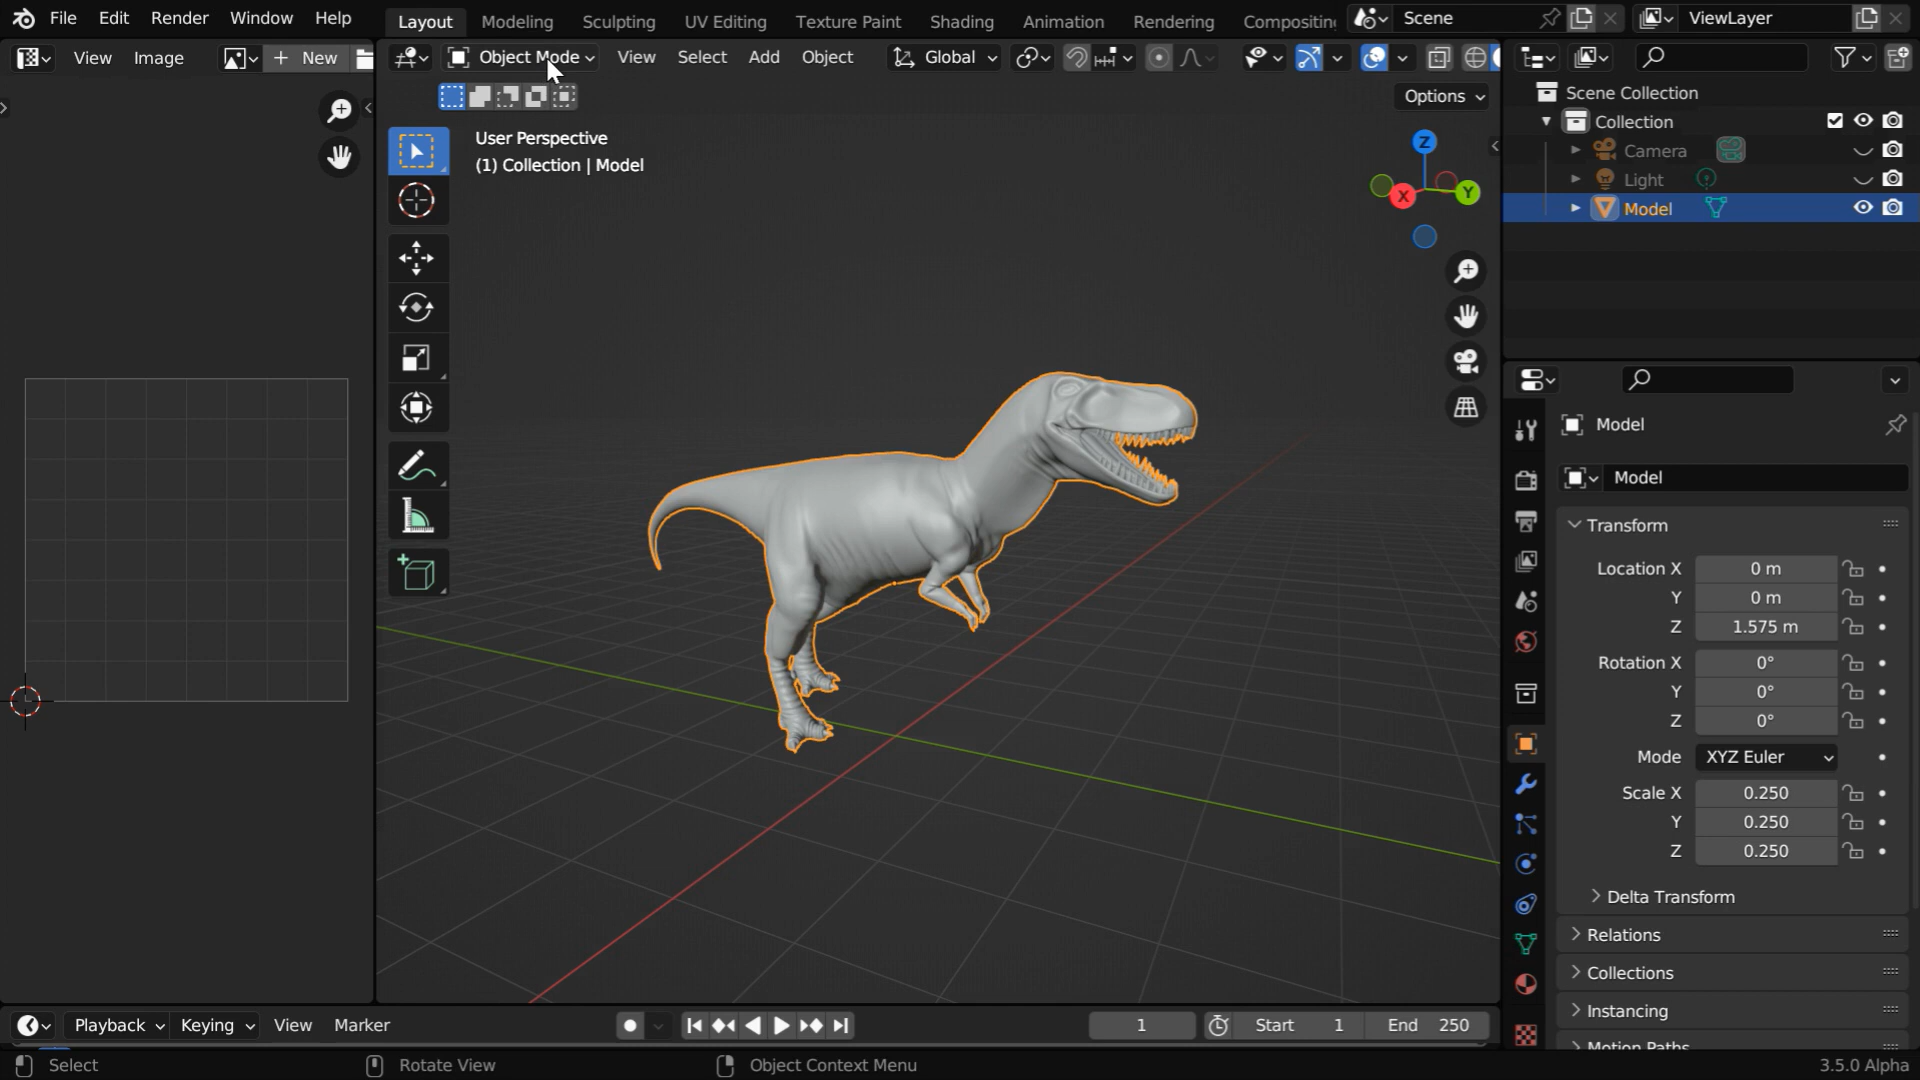 File Edit Render Window Help Layout Modeling Sculpting UV Editing Texture Paint Shading Animation Rendering Compositing Scene ViewLayer
View Image New Object Mode View Select Add Object Global
Options
User Perspective
(1) Collection | Model
Z
X
Y
Scene Collection
Collection
Camera
Light
Model
Model
Model
Transform
Location X 0 m
Y 0 m
Z 1.575 m
Rotation X 0°
Y 0°
Z 0°
Mode XYZ Euler
Scale X 0.250
Y 0.250
Z 0.250
Delta Transform
Relations
Collections
Instancing
Motion Paths
Playback Keying View Marker 1 Start 1 End 250
Select Rotate View Object Context Menu 3.5.0 Alpha